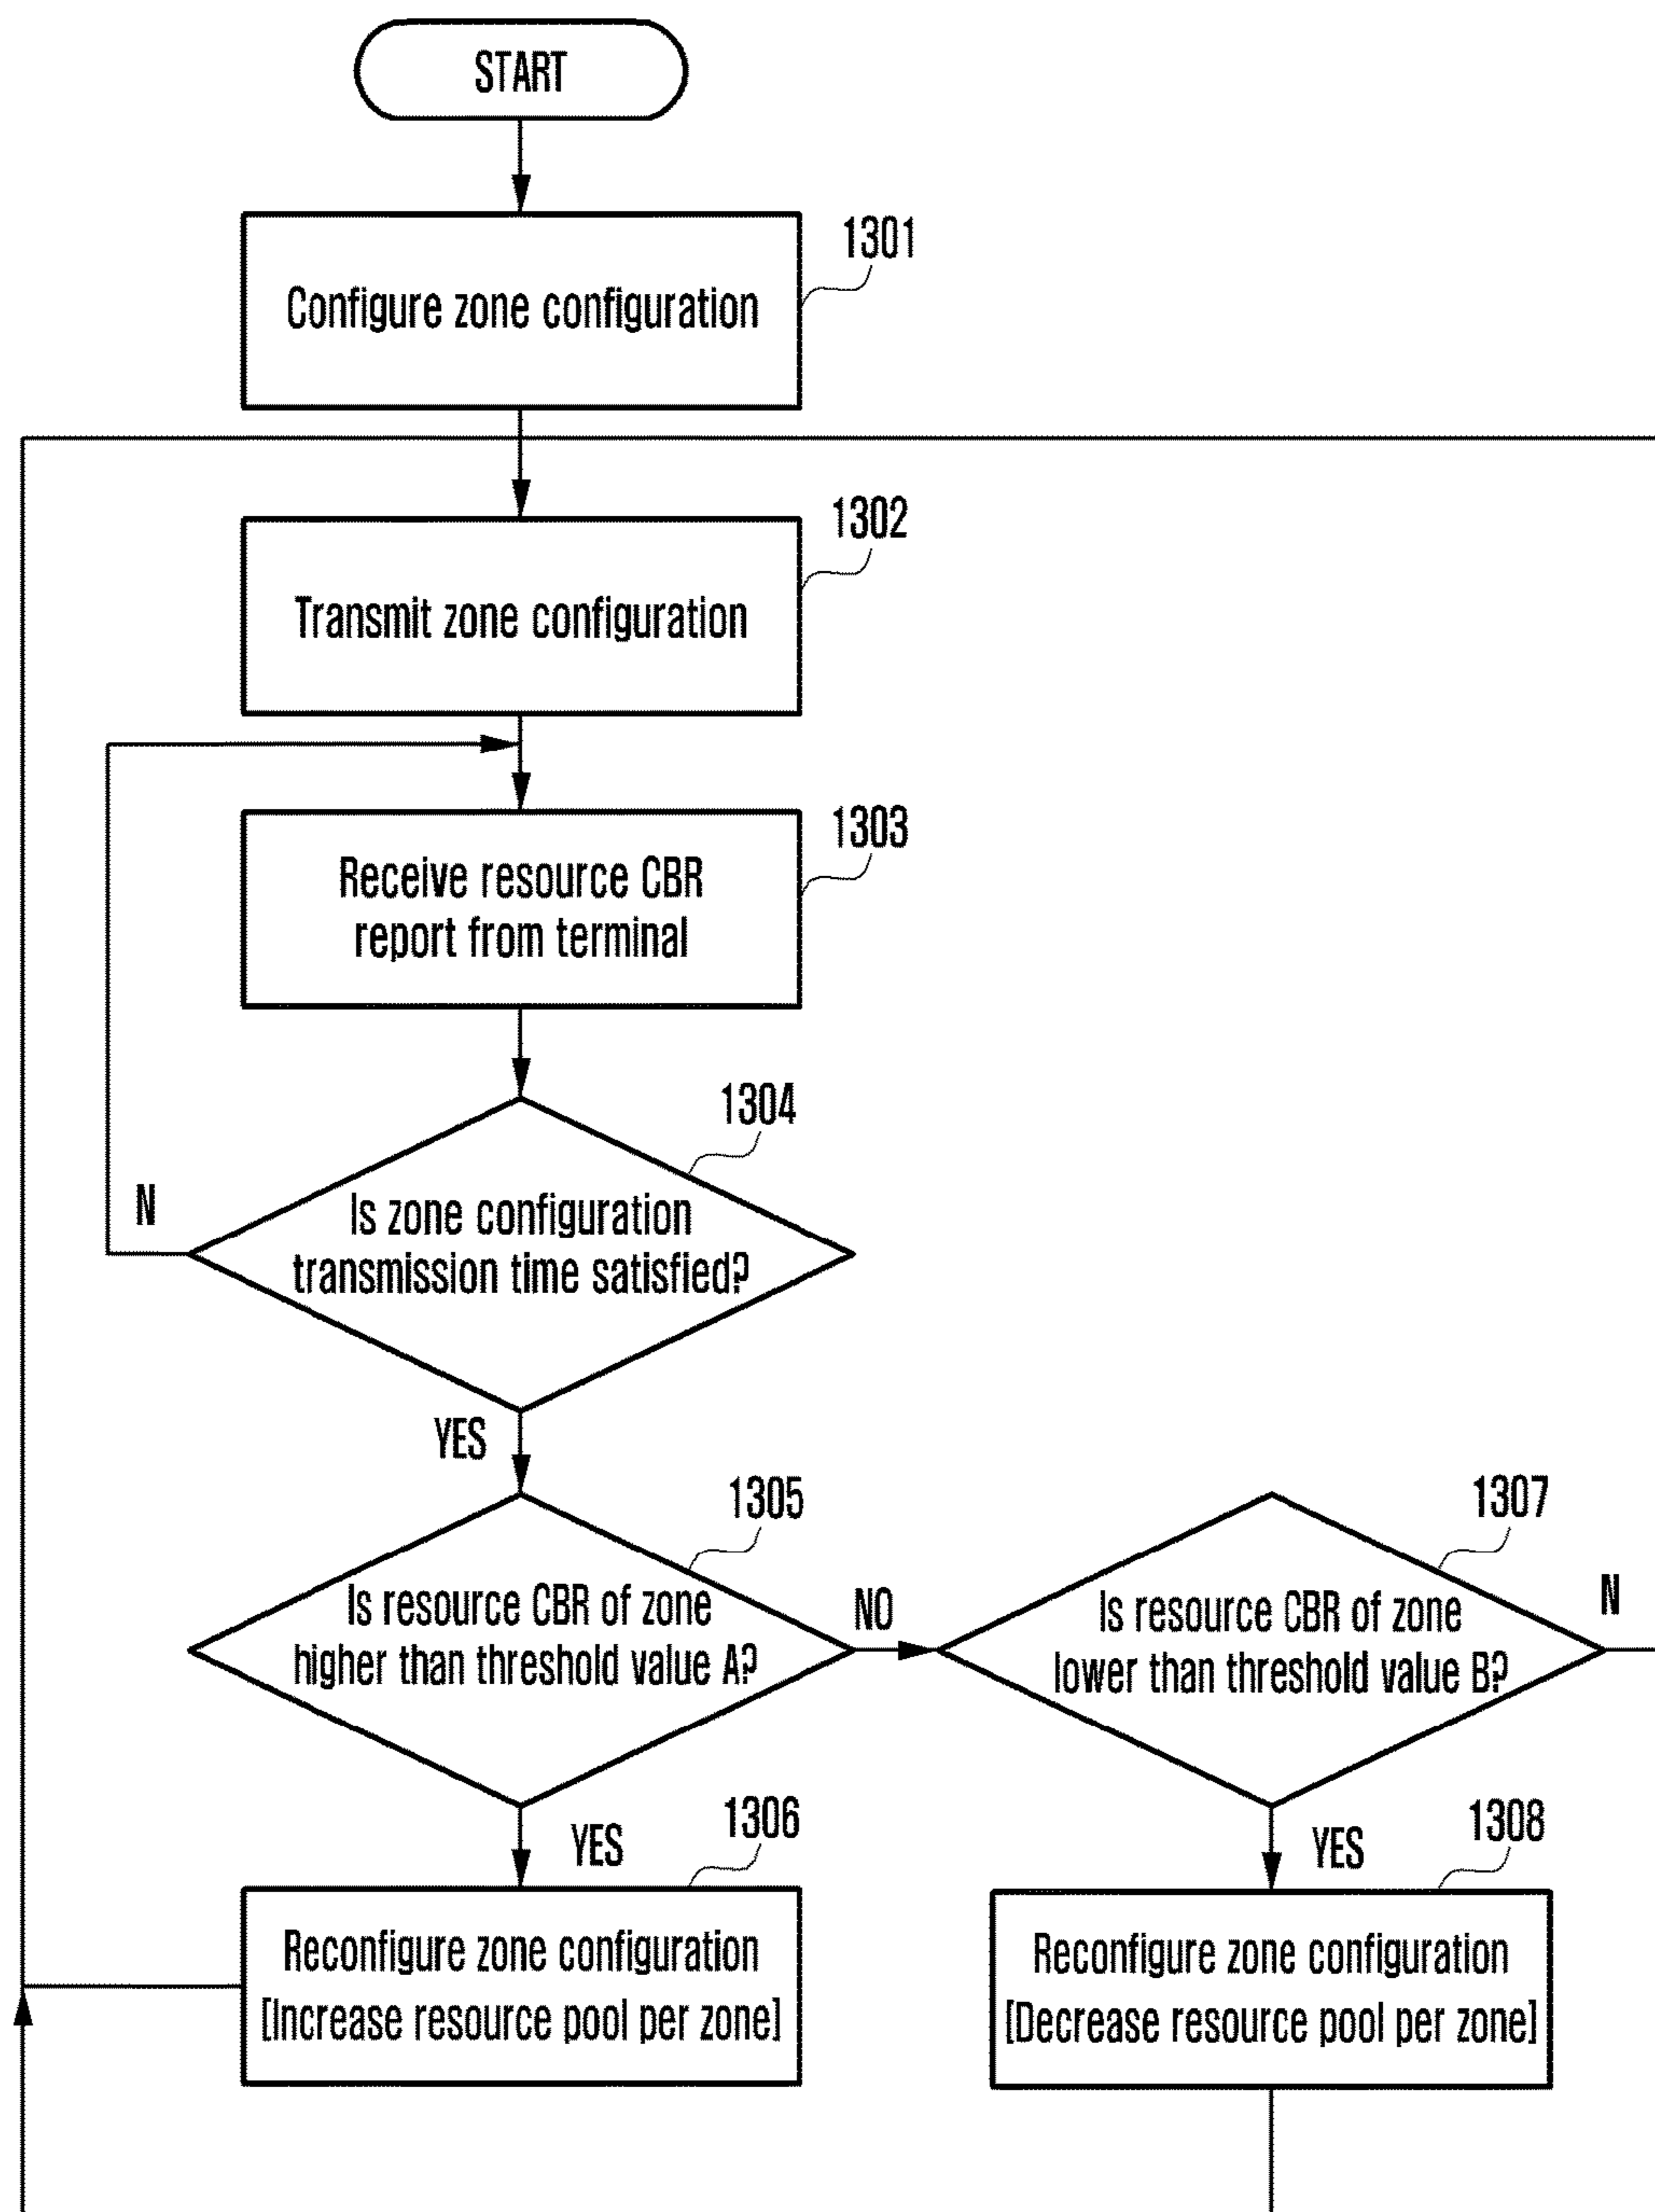 START
1301
Configure zone configuration
1302
Transmit zone configuration
1303
Receive resource CBR
report from terminal
1304
N
Is zone configuration
transmission time satisfied?
YES
1305
1307
Is resource CBR of zone
higher than threshold value A?
NO
Is resource CBR of zone
lower than threshold value B?
N
YES
1306
YES
1308
Reconfigure zone configuration
[Increase resource pool per zone]
Reconfigure zone configuration
[Decrease resource pool per zone]